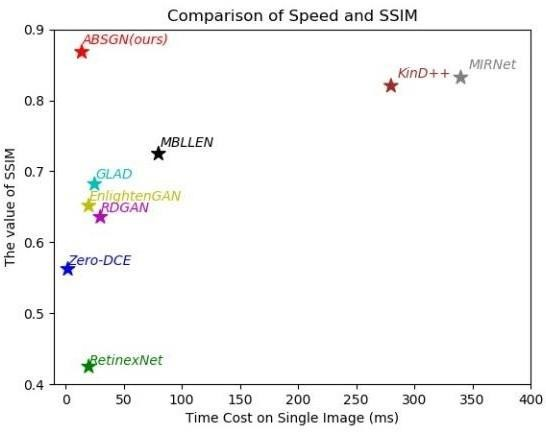 Comparison of Speed and SSIM
The value of SSIM
0.9
0.8
0.7
0.6
0.5
0.4
ABSGN(ours)
KinD++
MIRNet
MBLLEN
GLAD
EnlightenGAN
RDGAN
Zero-DCE
RetinexNet
0 50 100 150 200 250 300 350 400
Time Cost on Single Image (ms)